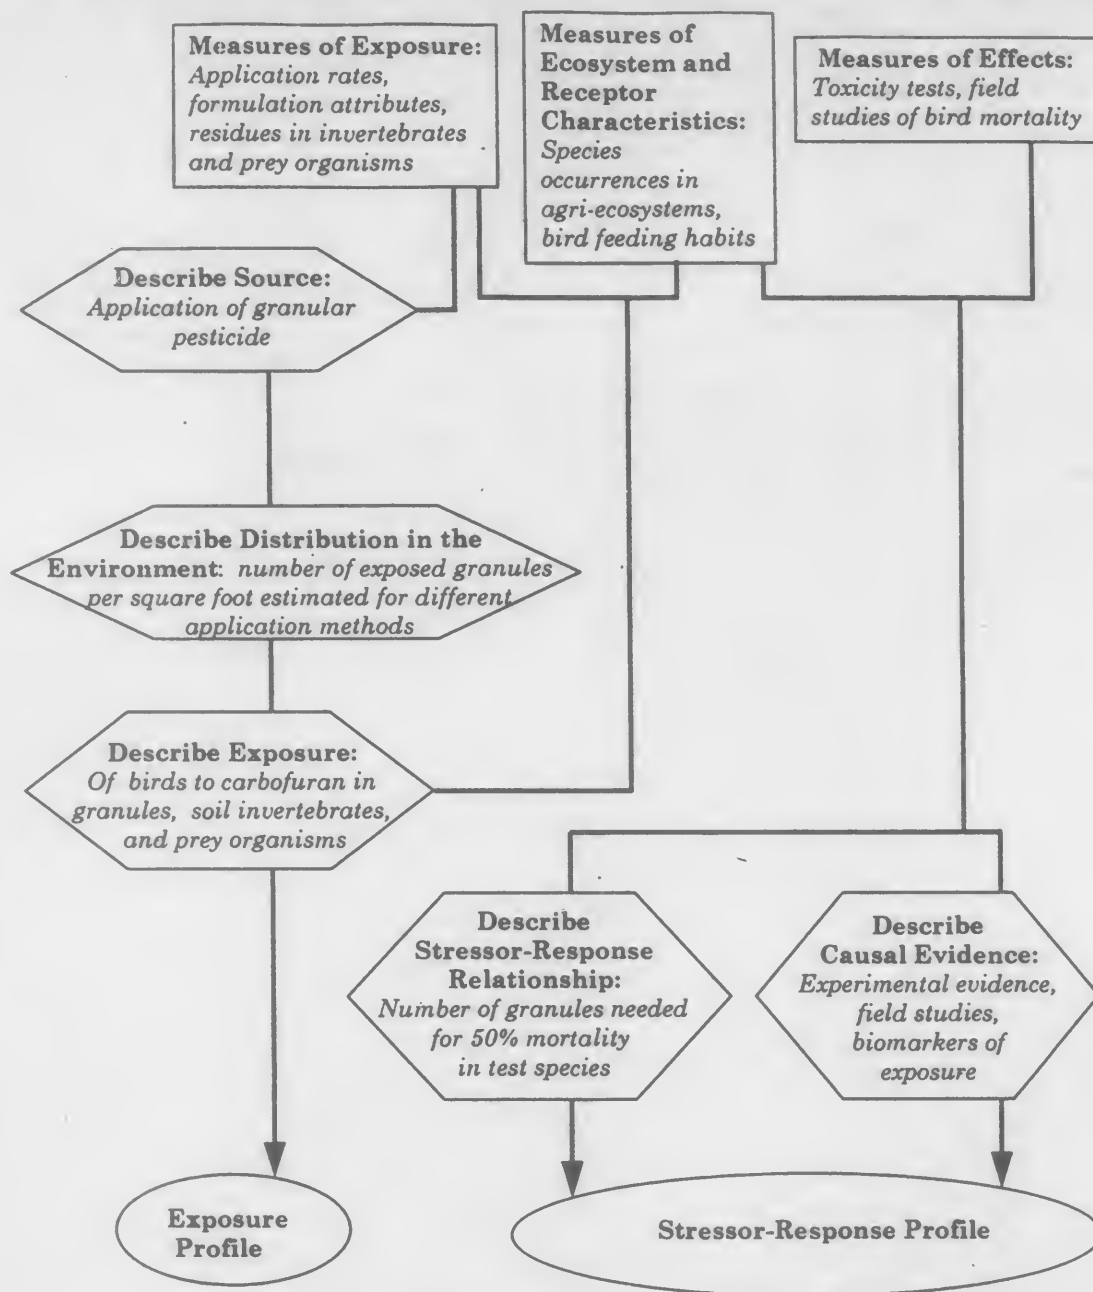 Measures of Exposure:
Application rates,
formulation attributes,
residues in invertebrates
and prey organisms
Measures of
Ecosystem and
Receptor
Characteristics:
Species
occurrences in
agri-ecosystems,
bird feeding habits
Measures of Effects:
Toxicity tests, field
studies of bird mortality
Describe Source:
Application of granular
pesticide
Describe Distribution in the
Environment: number of exposed granules
per square foot estimated for different
application methods
Describe Exposure:
Of birds to carbofuran in
granules, soil invertebrates,
and prey organisms
Describe
Stressor-Response
Relationship:
Number of granules needed
for 50% mortality
in test species
Describe
Causal Evidence:
Experimental evidence,
field studies,
biomarkers of
exposure
Exposure
Profile
Stressor-Response Profile